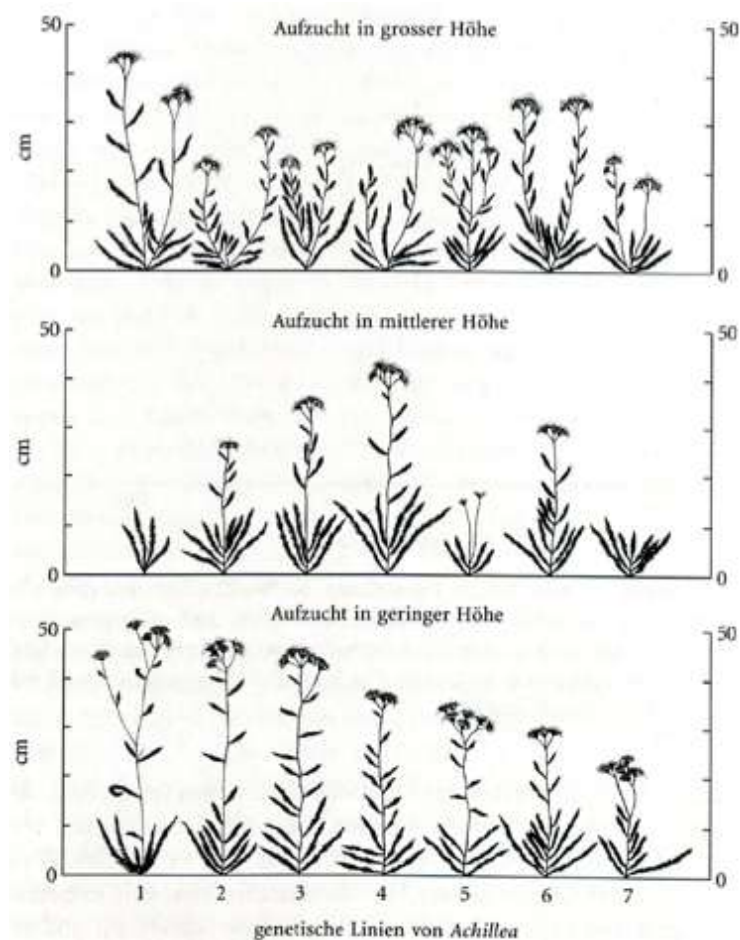 Aufzucht in grosser Höhe
50
50
cm
0
0
Aufzucht in mittlerer Höhe
50
50
cm
0
0
Aufzucht in geringer Höhe
50
50
cm
0
0
1 2 3 4 5 6 7
genetische Linien von Achillea